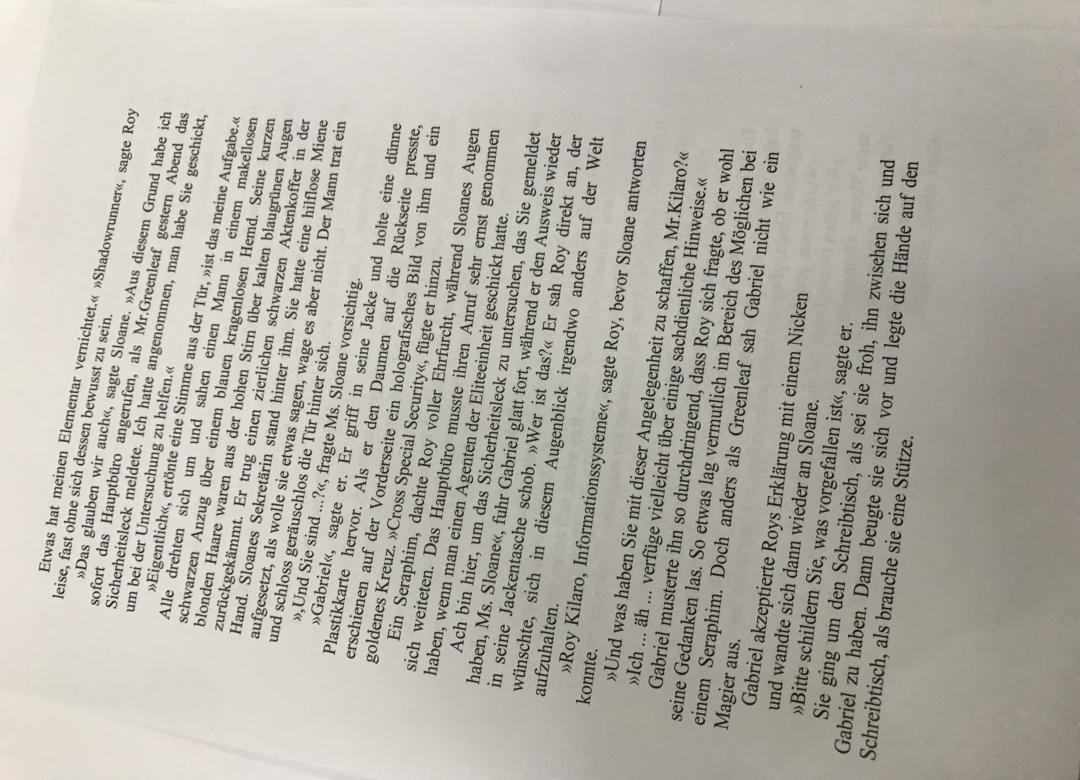 Etwas hat meinen Elementar vernichtet.« »Shadowrunner«, sagte Roy
leise, fast ohne sich dessen bewusst zu sein.
»Das glauben wir auch«, sagte Sloane. »Aus diesem Grund habe ich
sofort das Hauptbüro angerufen, als Mr.Greenleaf gestern Abend das
Sicherheitsleck meldete. Ich hatte angenommen, man habe Sie geschickt,
um bei der Untersuchung zu helfen.«
»Eigentlich«, ertönte eine Stimme aus der Tür, »ist das meine Aufgabe.«
Alle drehten sich um und sahen einen Mann in einem makellosen
schwarzen Anzug über einem blauen kragenlosen Hemd. Seine kurzen
blonden Haare waren aus der hohen Stirn über kalten blaugrünen Augen
zurückgekämmt. Er trug einen zierlichen schwarzen Aktenkoffer in der
Hand. Sloanes Sekretärin stand hinter ihm. Sie hatte eine hilflose Miene
aufgesetzt, als wolle sie etwas sagen, wage es aber nicht. Der Mann trat ein
und schloss geräuschlos die Tür hinter sich.
»,Und Sie sind ...?«, fragte Ms. Sloane vorsichtig.
»Gabriel«, sagte er. Er griff in seine Jacke und holte eine dünne
Plastikkarte hervor. Als er den Daumen auf die Rückseite presste,
erschienen auf der Vorderseite ein holografisches Bild von ihm und ein
goldenes Kreuz. »Cross Special Security«, fügte er hinzu.
Ein Seraphim, dachte Roy voller Ehrfurcht, während Sloanes Augen
sich weiteten. Das Hauptbüro musste ihren Anruf sehr ernst genommen
haben, wenn man einen Agenten der Eliteeinheit geschickt hatte.
Ach bin hier, um das Sicherheitsleck zu untersuchen, das Sie gemeldet
haben, Ms. Sloane«, fuhr Gabriel glatt fort, während er den Ausweis wieder
in seine Jackentasche schob. »Wer ist das?« Er sah Roy direkt an, der
wünschte, sich in diesem Augenblick irgendwo anders auf der Welt
aufzuhalten.
»Roy Kilaro, Informationssysteme«, sagte Roy, bevor Sloane antworten
konnte.
»Und was haben Sie mit dieser Angelegenheit zu schaffen, Mr.Kilaro?«
»Ich ... äh ... verfüge vielleicht über einige sachdienliche Hinweise.«
Gabriel musterte ihn so durchdringend, dass Roy sich fragte, ob er wohl
seine Gedanken las. So etwas lag vermutlich im Bereich des Möglichen bei
einem Seraphim. Doch anders als Greenleaf sah Gabriel nicht wie ein
Magier aus.
Gabriel akzeptierte Roys Erklärung mit einem Nicken
und wandte sich dann wieder an Sloane.
»Bitte schildern Sie, was vorgefallen ist«, sagte er.
Sie ging um den Schreibtisch, als sei sie froh, ihn zwischen sich und
Gabriel zu haben. Dann beugte sie sich vor und legte die Hände auf den
Schreibtisch, als brauche sie eine Stütze.